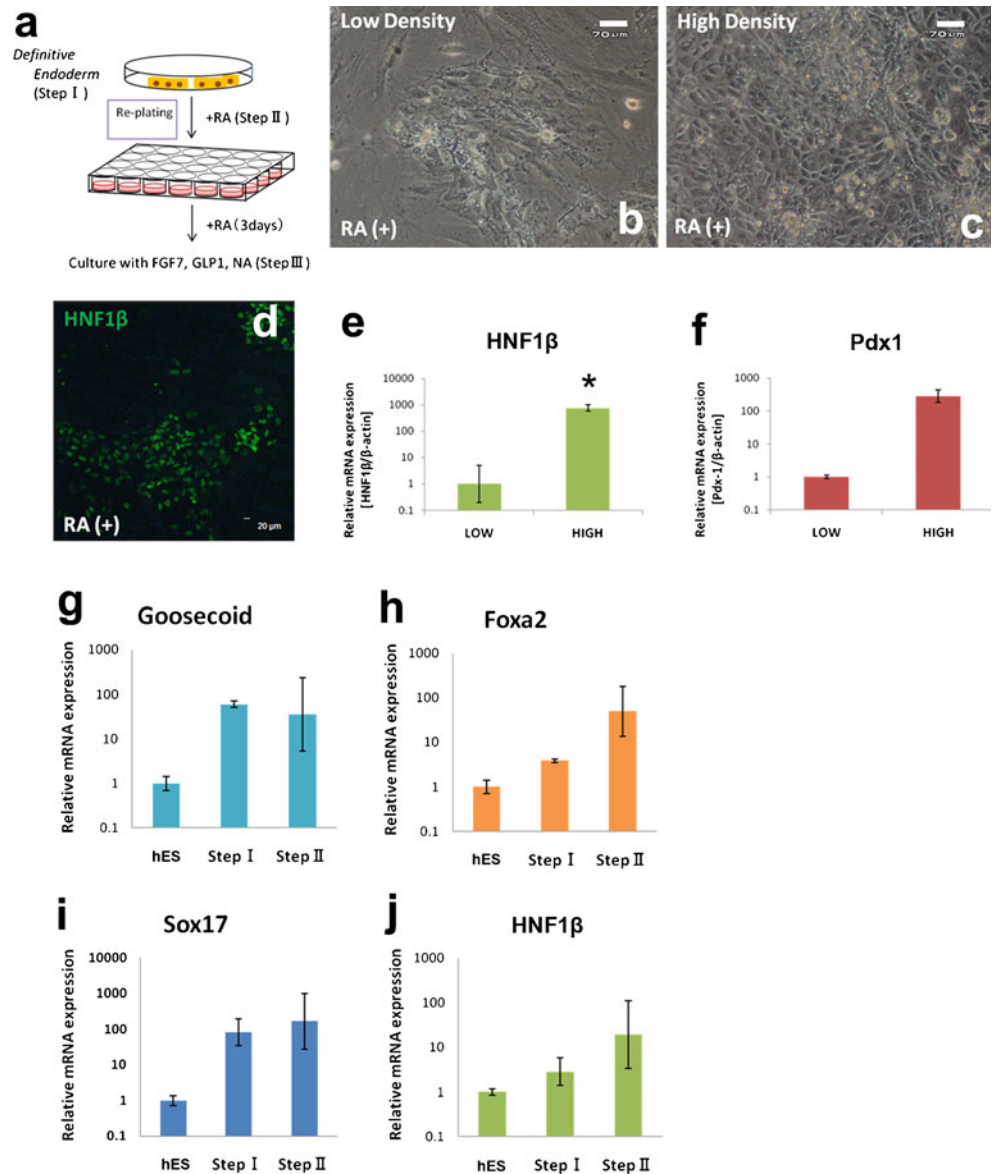 a
Definitive
Endoderm
(Step Ⅰ)
Re-plating
+RA (Step Ⅱ)
+RA (3days)
Culture with FGF7, GLP1, NA (Step Ⅲ)
Low Density
70 μm
RA (+)
b
High Density
70 μm
RA (+)
c
HNF1β
d
RA (+)
20 μm
e
HNF1β
*
Relative mRNA expression
[HNF1β/β-actin]
10000
1000
100
10
1
0.1
LOW
HIGH
f
Pdx1
Relative mRNA expression
[Pdx-1/β-actin]
1000
100
10
1
0.1
LOW
HIGH
g
Goosecoid
Relative mRNA expression
1000
100
10
1
0.1
hES
Step Ⅰ
Step Ⅱ
h
Foxa2
Relative mRNA expression
1000
100
10
1
0.1
hES
Step Ⅰ
Step Ⅱ
i
Sox17
Relative mRNA expression
10000
1000
100
10
1
0.1
hES
Step Ⅰ
Step Ⅱ
j
HNF1β
Relative mRNA expression
1000
100
10
1
0.1
hES
Step Ⅰ
Step Ⅱ